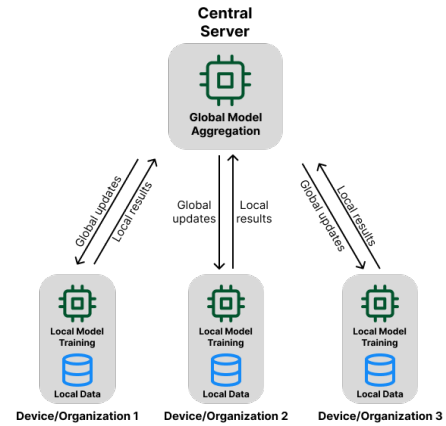 Central
Server
Global Model
Aggregation
Global updates
Local results
Global
updates
Local
results
Global updates
Local results
Local Model
Training
Local Data
Device/Organization 1
Local Model
Training
Local Data
Device/Organization 2
Local Model
Training
Local Data
Device/Organization 3